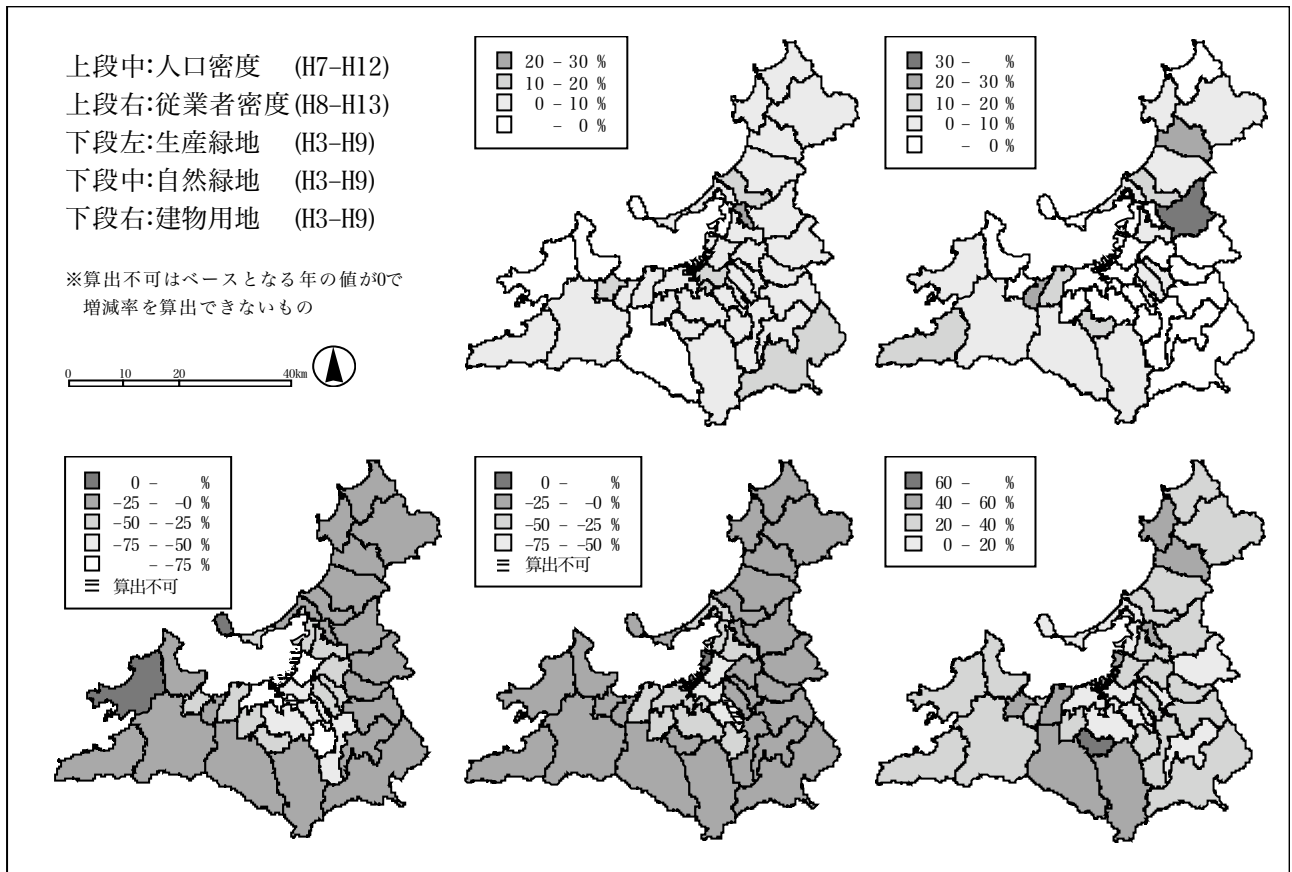 上段中:人口密度 (H7-H12)
上段右:従業者密度(H8-H13)
下段左:生産緑地 (H3-H9)
下段中:自然緑地 (H3-H9)
下段右:建物用地 (H3-H9)
※算出不可はベースとなる年の値が0で
増減率を算出できないもの
0 10 20 40km
20 - 30 %
10 - 20 %
0 - 10 %
- 0 %
30 - %
20 - 30 %
10 - 20 %
0 - 10 %
- 0 %
0 - %
-25 - -0 %
-50 - -25 %
-75 - -50 %
- -75 %
算出不可
0 - %
-25 - -0 %
-50 - -25 %
-75 - -50 %
算出不可
60 - %
40 - 60 %
20 - 40 %
0 - 20 %